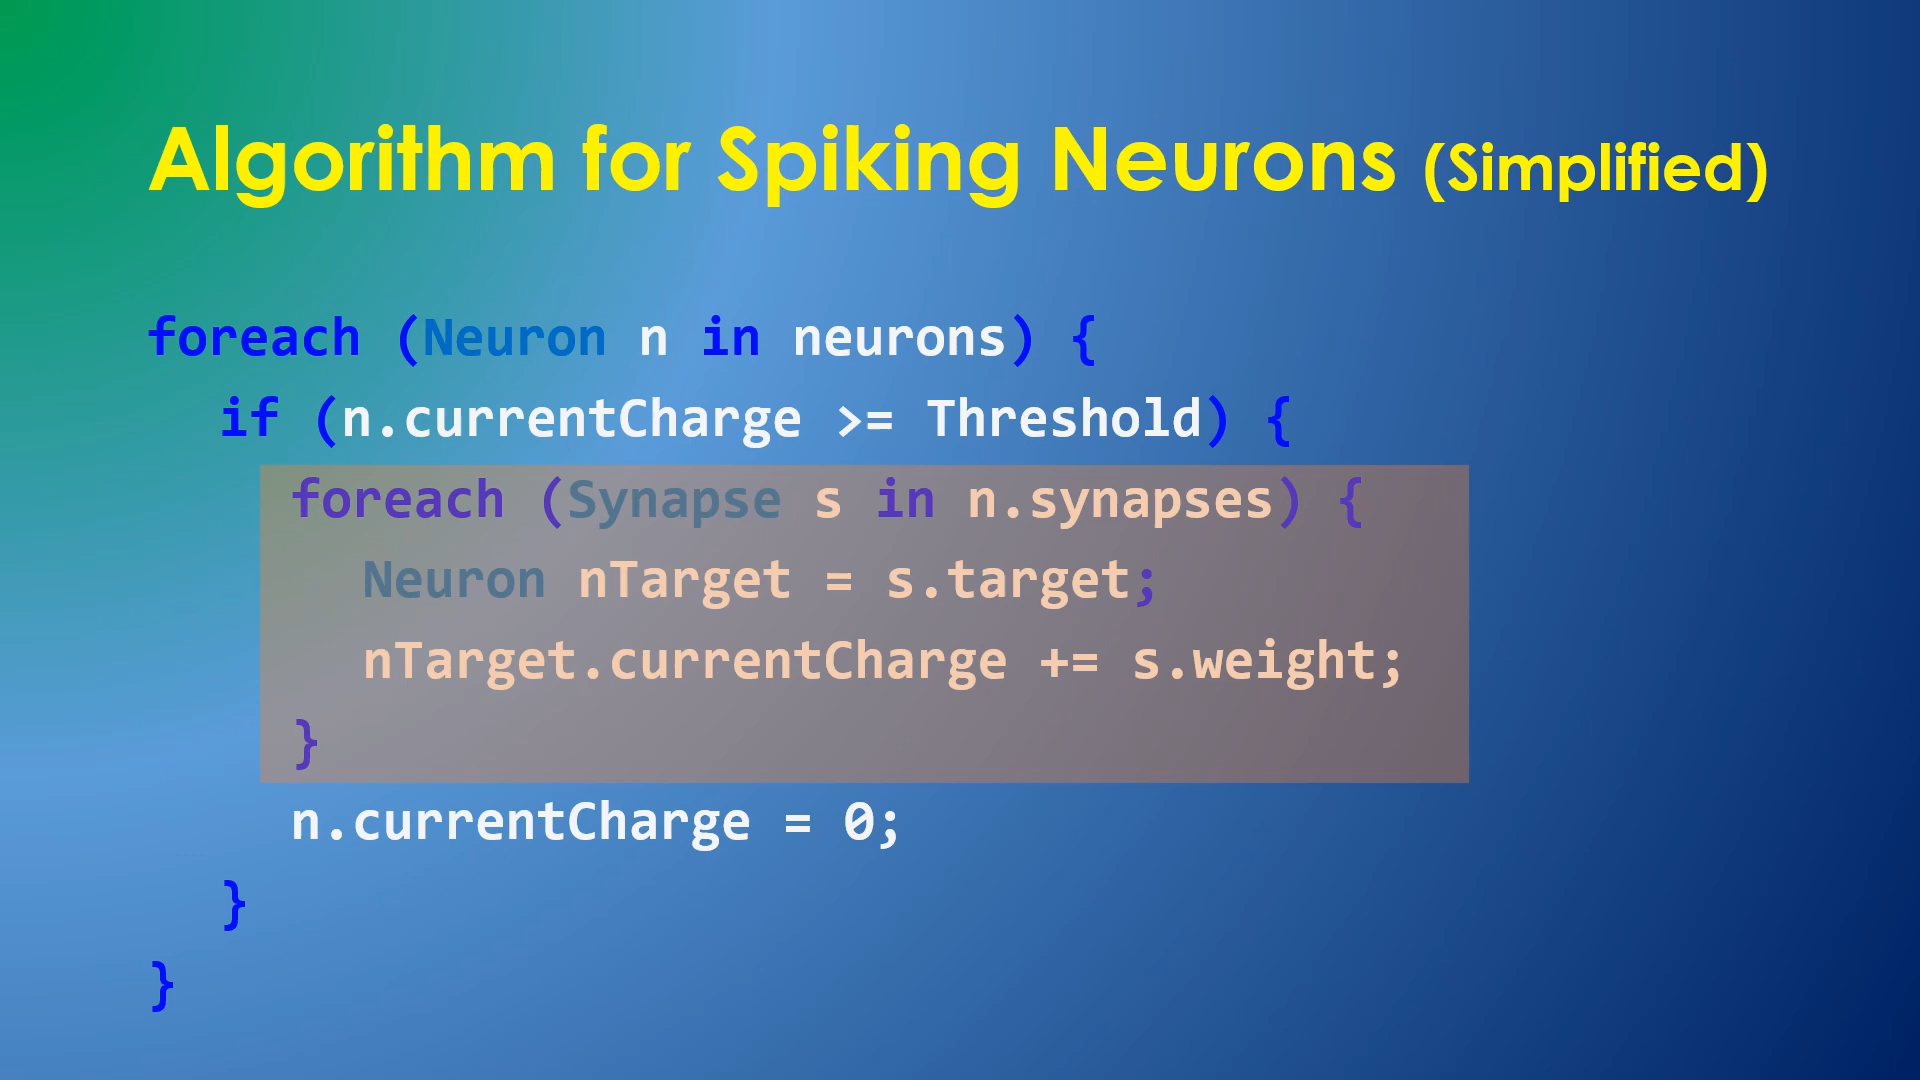 Algorithm for Spiking Neurons (Simplified)
foreach (Neuron n in neurons) {
if (n.currentCharge >= Threshold) {
foreach (Synapse s in n.synapses) {
Neuron nTarget = s.target;
nTarget.currentCharge += s.weight;
}
n.currentCharge = 0;
}
}